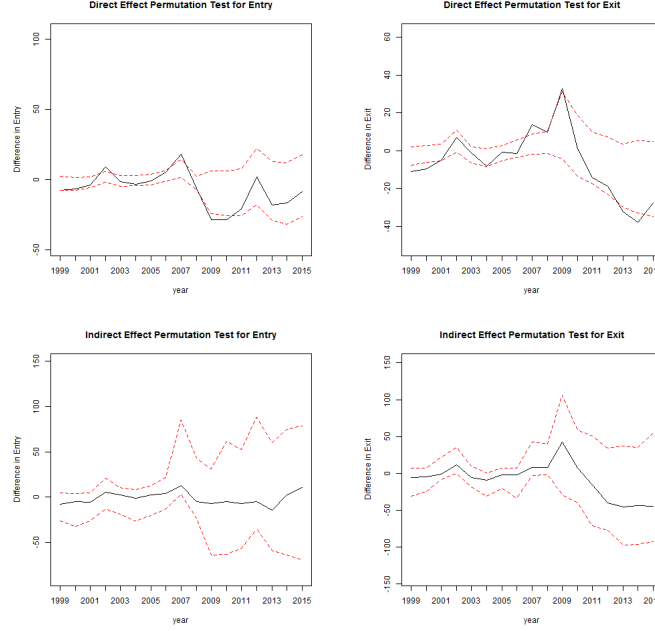 Direct Effect Permutation Test for Entry
Difference in Entry
100
50
0
-50
1999 2001 2003 2005 2007 2009 2011 2013 2015
year
Direct Effect Permutation Test for Exit
Difference in Exit
60
40
20
0
-20
-40
1999 2001 2003 2005 2007 2009 2011 2013
year
Indirect Effect Permutation Test for Entry
Difference in Entry
150
100
50
0
-50
1999 2001 2003 2005 2007 2009 2011 2013 2015
year
Indirect Effect Permutation Test for Exit
Difference in Exit
150
100
50
0
-50
-100
-150
1999 2001 2003 2005 2007 2009 2011 2013
year